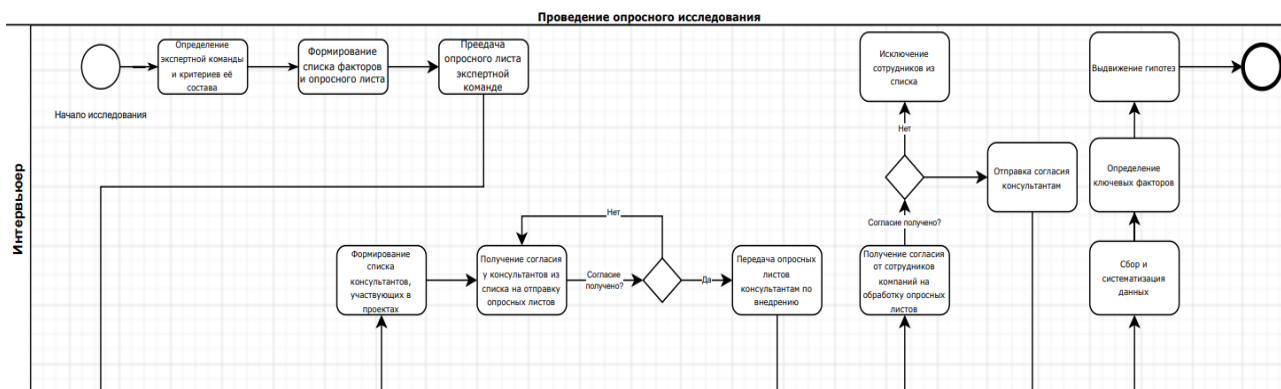 Проведение опросного исследования
Интервьюер
Начало исследования
Определение
экспертной команды
и критериев её
состава
Формирование
списка факторов
и опросного листа
Преедача
опросного листа
экспертной
команде
Исключение
сотрудников из
списка
Выдвижение гипотез
Нет
Отправка согласия
консультантам
Определение
ключевых факторов
Согласие получено?
Нет
Формирование
списка
консультантов,
участвующих в
проектах
Получение согласия
у консультантов из
списка на отправку
опросных листов
Согласие
получено?
Да
Передача опросных
листов
консультантам по
внедрению
Получение согласия
от сотрудников
компаний на
обработку опросных
листов
Сбор и
систематизация
данных